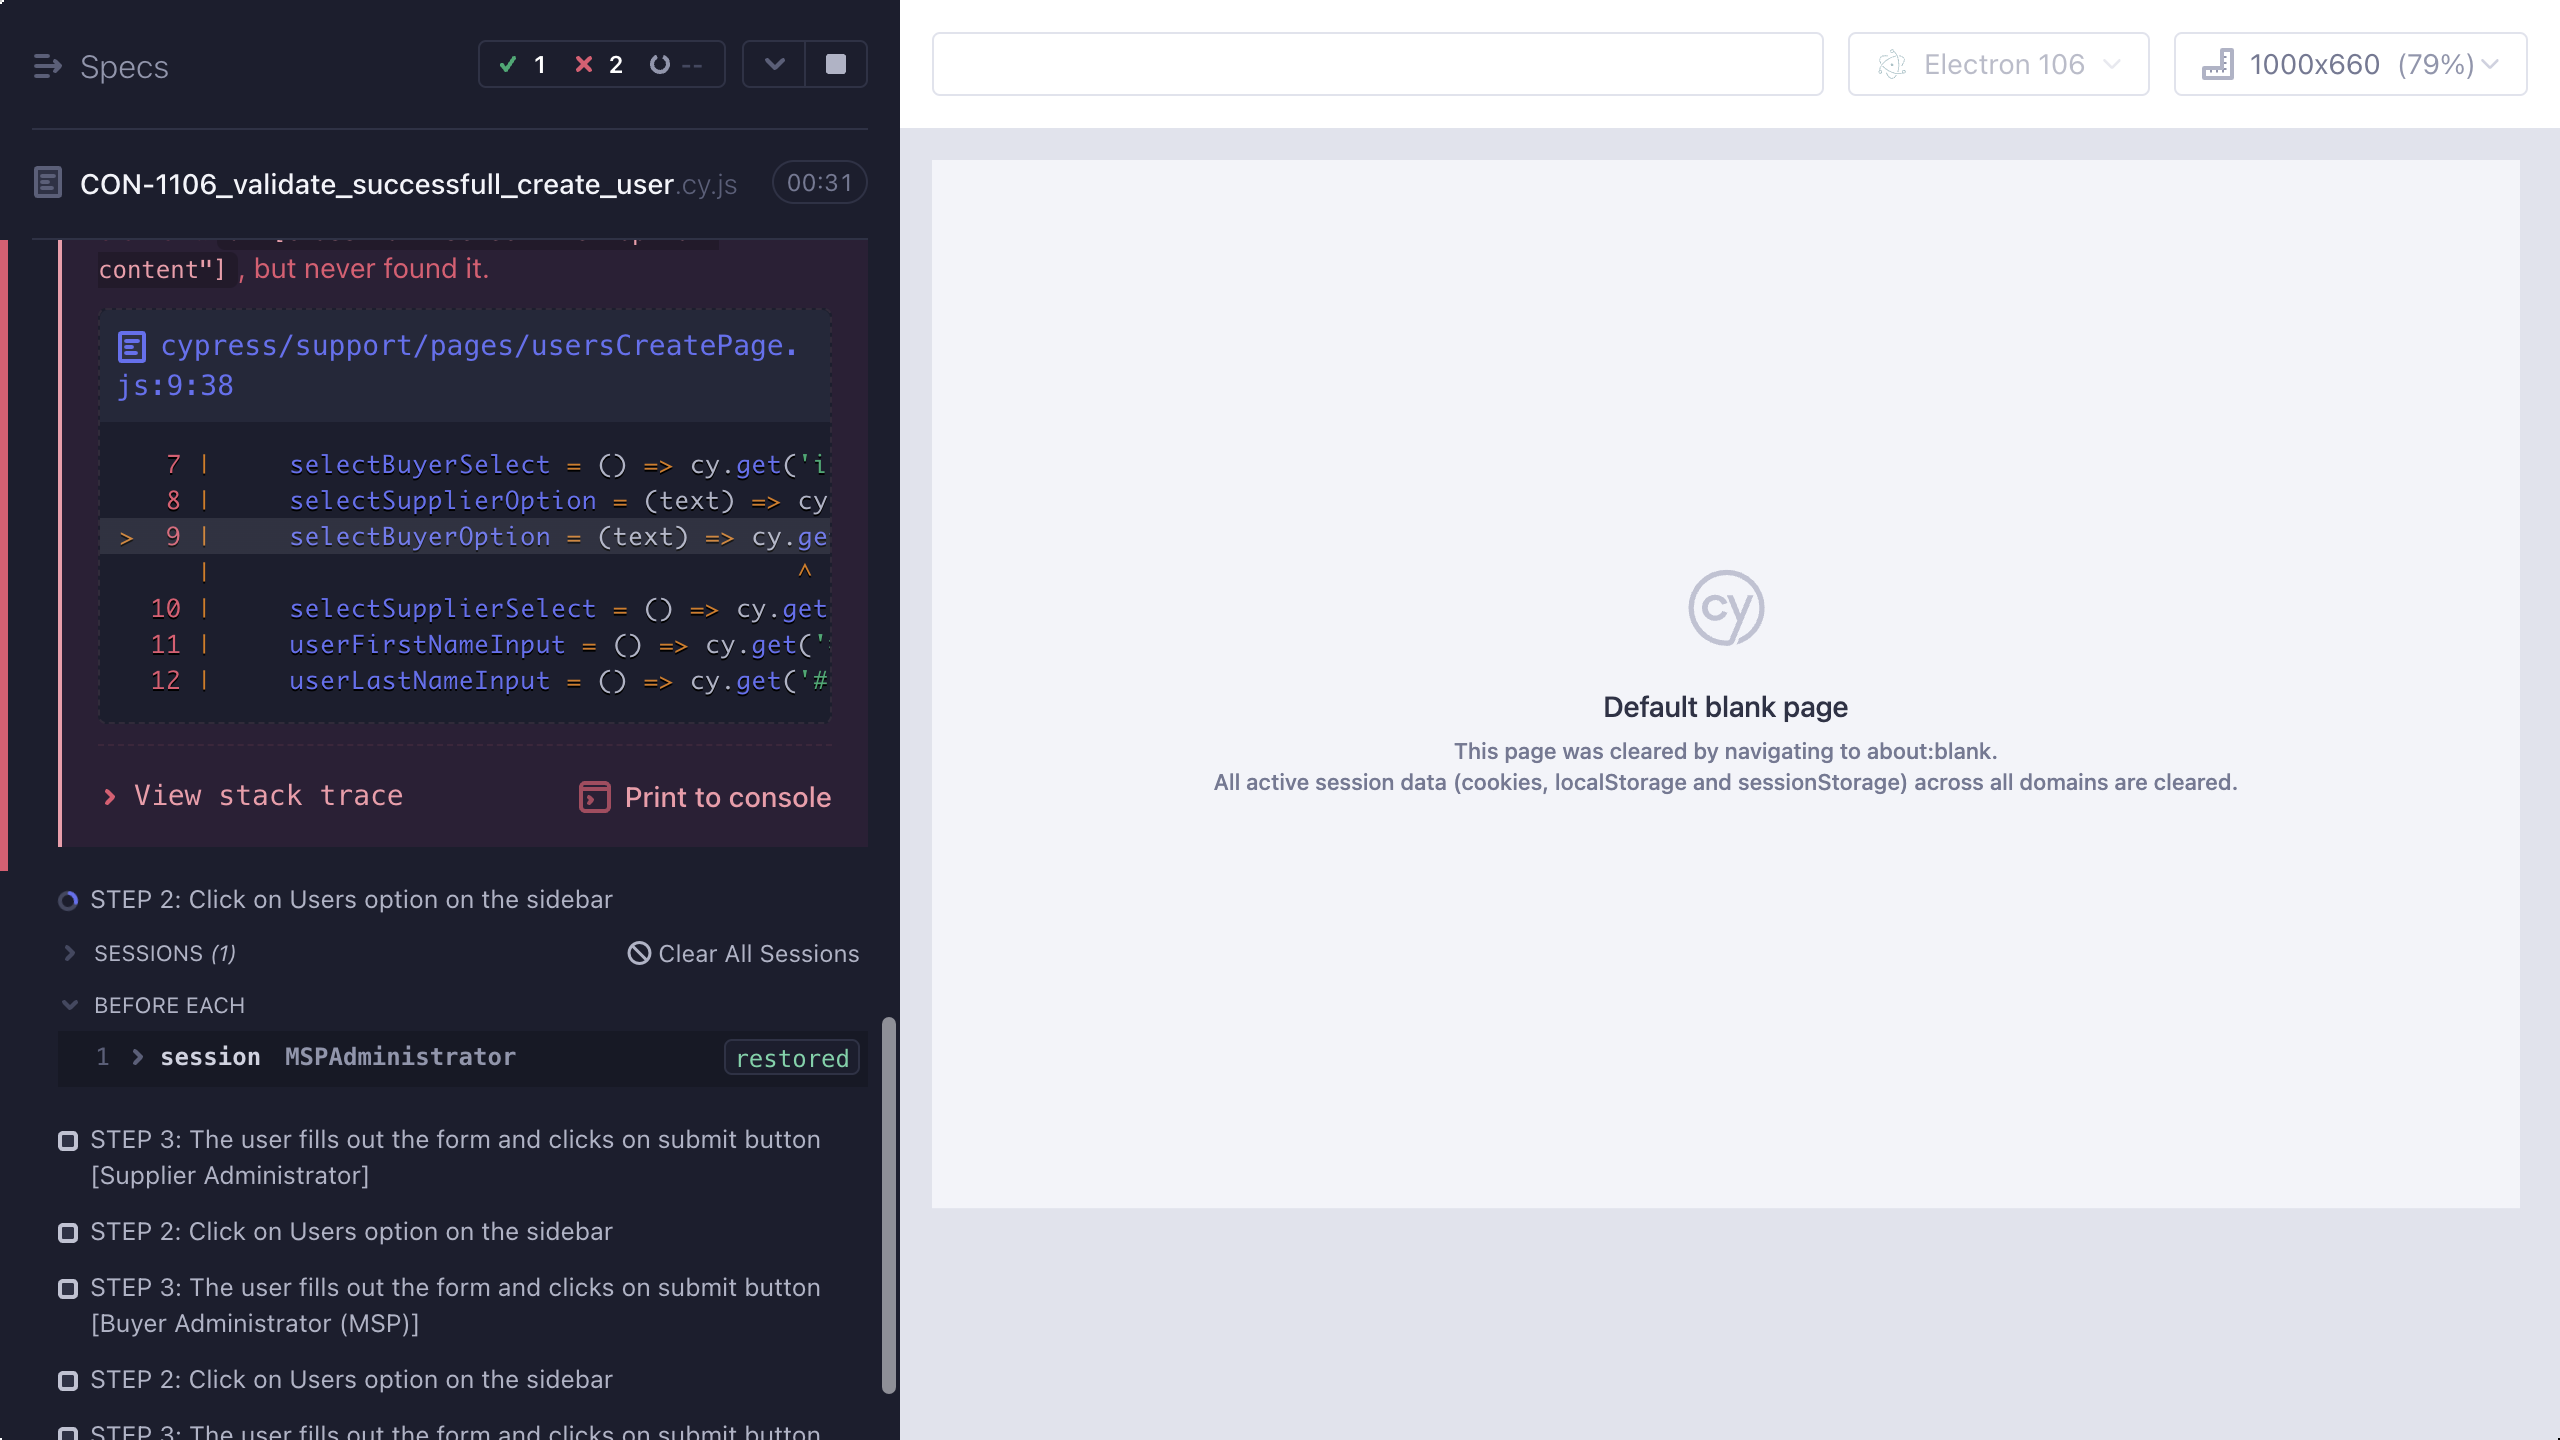 Specs
1
2
--
CON-1106_validate_successfull_create_user.cy.js
00:31
content"] , but never found it.
cypress/support/pages/usersCreatePage.
js:9:38
7 | selectBuyerSelect = () => cy.get('i
8 | selectSupplierOption = (text) => cy
> 9 | selectBuyerOption = (text) => cy.ge
| ^
10 | selectSupplierSelect = () => cy.get
11 | userFirstNameInput = () => cy.get('
12 | userLastNameInput = () => cy.get('#
View stack trace
Print to console
STEP 2: Click on Users option on the sidebar
SESSIONS (1)
Clear All Sessions
BEFORE EACH
1 session MSPAdministrator restored
STEP 3: The user fills out the form and clicks on submit button
[Supplier Administrator]
STEP 2: Click on Users option on the sidebar
STEP 3: The user fills out the form and clicks on submit button
[Buyer Administrator (MSP)]
STEP 2: Click on Users option on the sidebar
STEP 3: The user fills out the form and clicks on submit button
Electron 106
1000x660 (79%)
cy
Default blank page
This page was cleared by navigating to about:blank.
All active session data (cookies, localStorage and sessionStorage) across all domains are cleared.